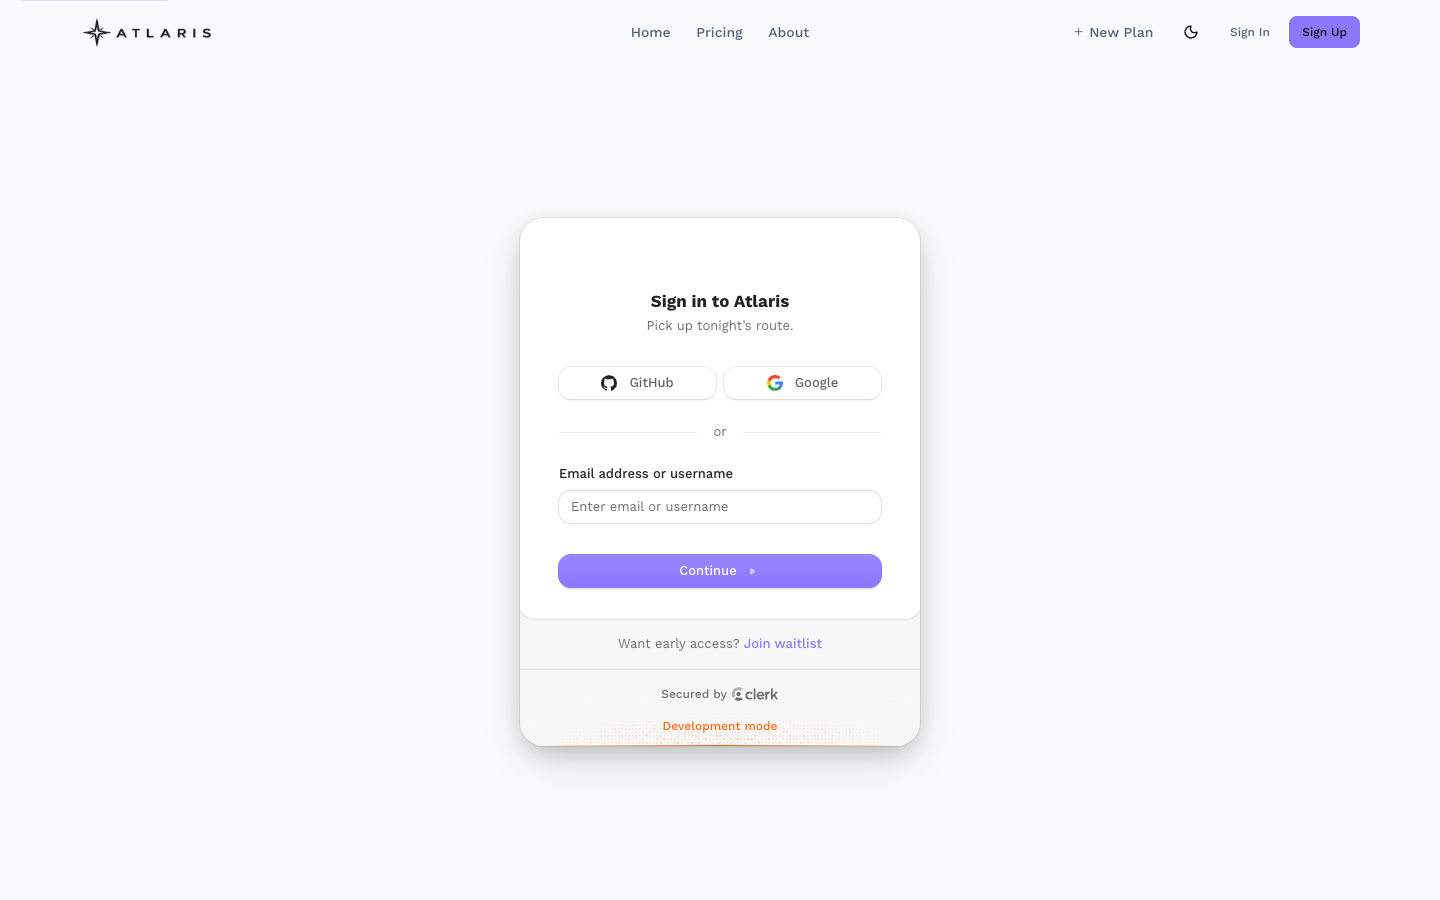 ATLARIS
Home Pricing About
+ New Plan Sign In Sign Up
Sign in to Atlaris
Pick up tonight’s route.
GitHub Google
or
Email address or username
Enter email or username
Continue
Want early access? Join waitlist
Secured by clerk
Development mode